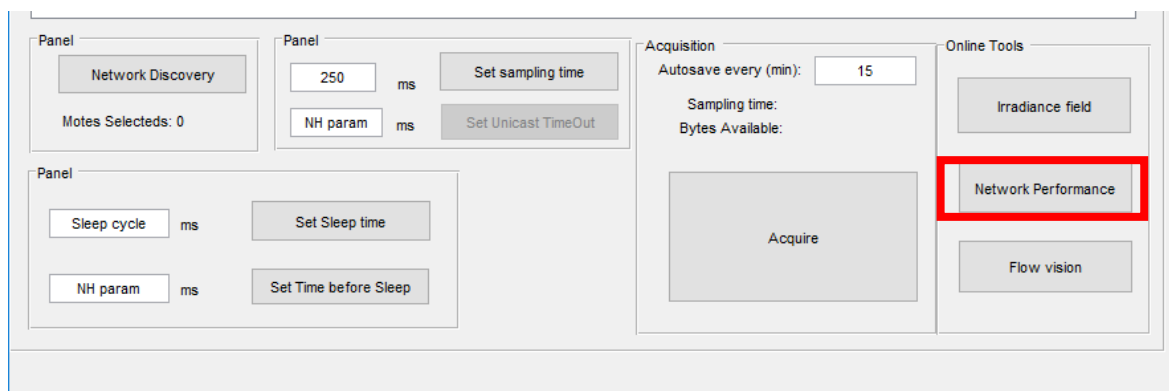 Panel
Network Discovery
Motes Selecteds: 0
Panel
250 ms
Set sampling time
NH param ms
Set Unicast TimeOut
Panel
Sleep cycle ms
Set Sleep time
NH param ms
Set Time before Sleep
Acquisition
Autosave every (min): 15
Sampling time:
Bytes Available:
Acquire
Online Tools
Irradiance field
Network Performance
Flow vision